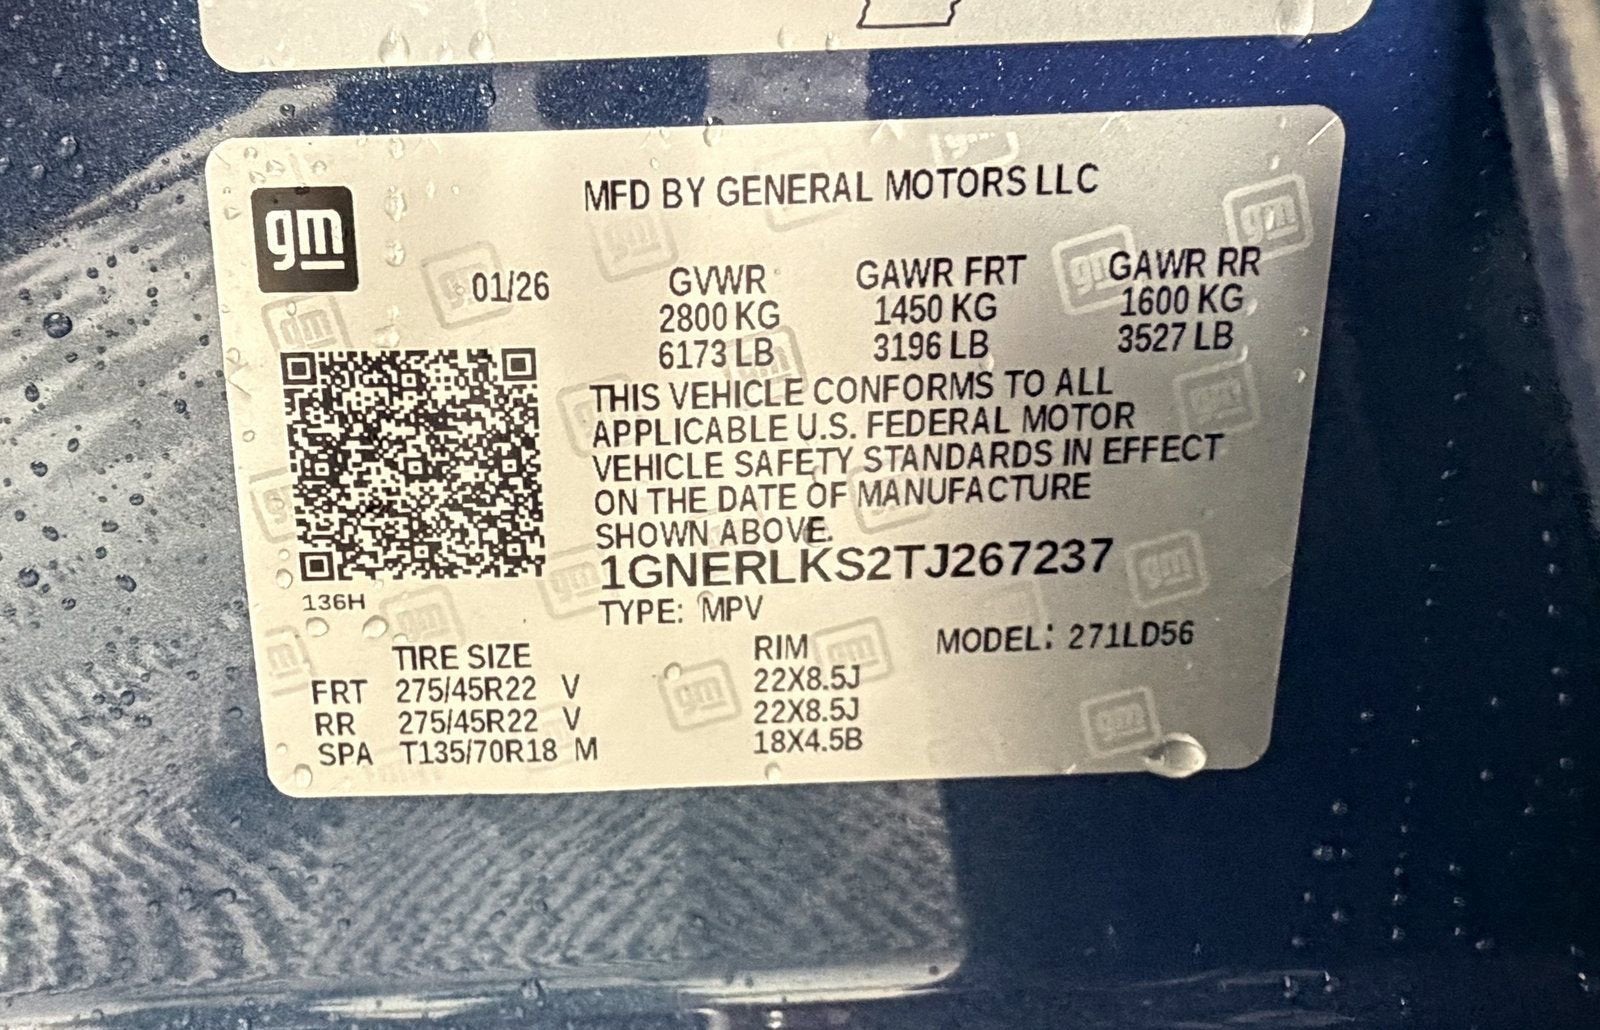 MFD BY GENERAL MOTORS LLC
gm
01/26 GVWR GAWR FRT GAWR RR
2800 KG 1450 KG 1600 KG
6173 LB 3196 LB 3527 LB
THIS VEHICLE CONFORMS TO ALL
APPLICABLE U.S. FEDERAL MOTOR
VEHICLE SAFETY STANDARDS IN EFFECT
ON THE DATE OF MANUFACTURE
SHOWN ABOVE.
1GNERLKS2TJ267237
136H
TYPE: MPV
MODEL: 271LD56
TIRE SIZE RIM
FRT 275/45R22 V 22X8.5J
RR 275/45R22 V 22X8.5J
SPA T135/70R18 M 18X4.5B